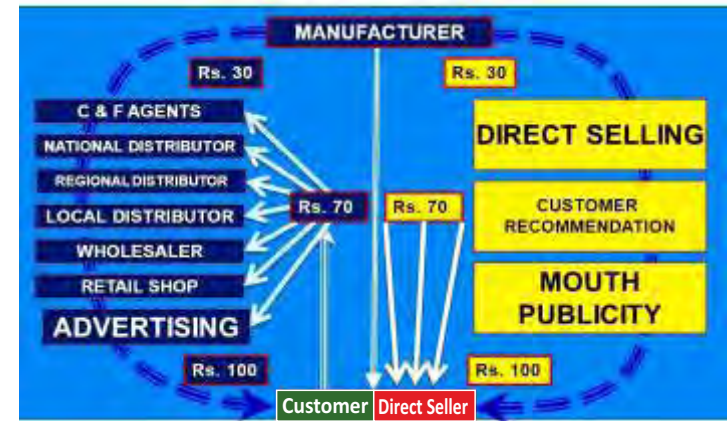 MANUFACTURER
Rs. 30
Rs. 30
C & F AGENTS
NATIONAL DISTRIBUTOR
REGIONAL DISTRIBUTOR
LOCAL DISTRIBUTOR
WHOLESALER
RETAIL SHOP
ADVERTISING
Rs. 70
Rs. 70
DIRECT SELLING
CUSTOMER
RECOMMENDATION
MOUTH
PUBLICITY
Rs. 100
Rs. 100
Customer
Direct Seller